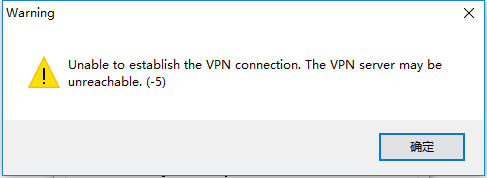 Warning
Unable to establish the VPN connection. The VPN server may be
unreachable. (-5)
确定